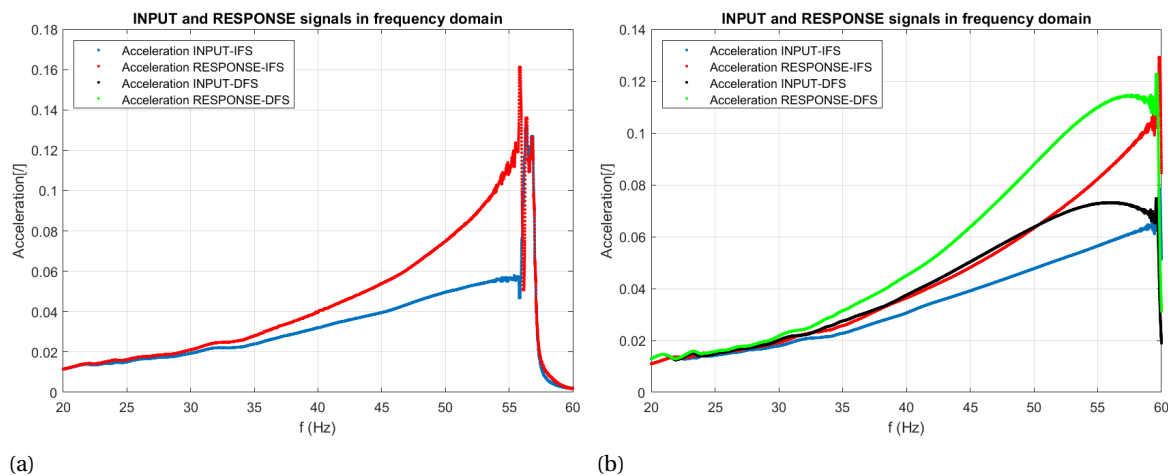 INPUT and RESPONSE signals in frequency domain
0.18
0.16
0.14
0.12
0.1
0.08
0.06
0.04
0.02
0
Acceleration[/]
Acceleration INPUT-IFS
Acceleration RESPONSE-IFS
Acceleration INPUT-DFS
Acceleration RESPONSE-DFS
20 25 30 35 40 45 50 55 60
f (Hz)
(a)
INPUT and RESPONSE signals in frequency domain
0.14
0.12
0.1
0.08
0.06
0.04
0.02
0
Acceleration[/]
Acceleration INPUT-IFS
Acceleration RESPONSE-IFS
Acceleration INPUT-DFS
Acceleration RESPONSE-DFS
20 25 30 35 40 45 50 55 60
f (Hz)
(b)